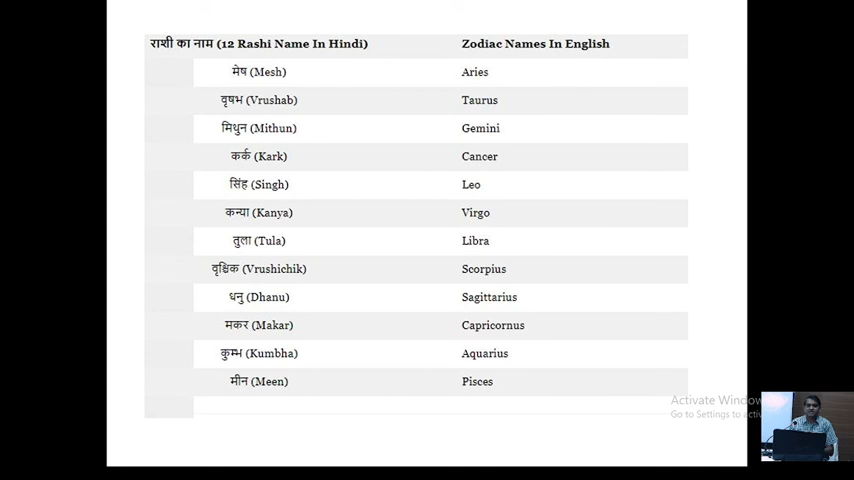 राशी का नाम (12 Rashi Name In Hindi) Zodiac Names In English
मेष (Mesh) Aries
वृषभ (Vrushab) Taurus
मिथुन (Mithun) Gemini
कर्क (Kark) Cancer
सिंह (Singh) Leo
कन्या (Kanya) Virgo
तुला (Tula) Libra
वृश्चिक (Vrushichik) Scorpius
धनु (Dhanu) Sagittarius
मकर (Makar) Capricornus
कुम्भ (Kumbha) Aquarius
मीन (Meen) Pisces
Activate Window
Go to Settings to activ